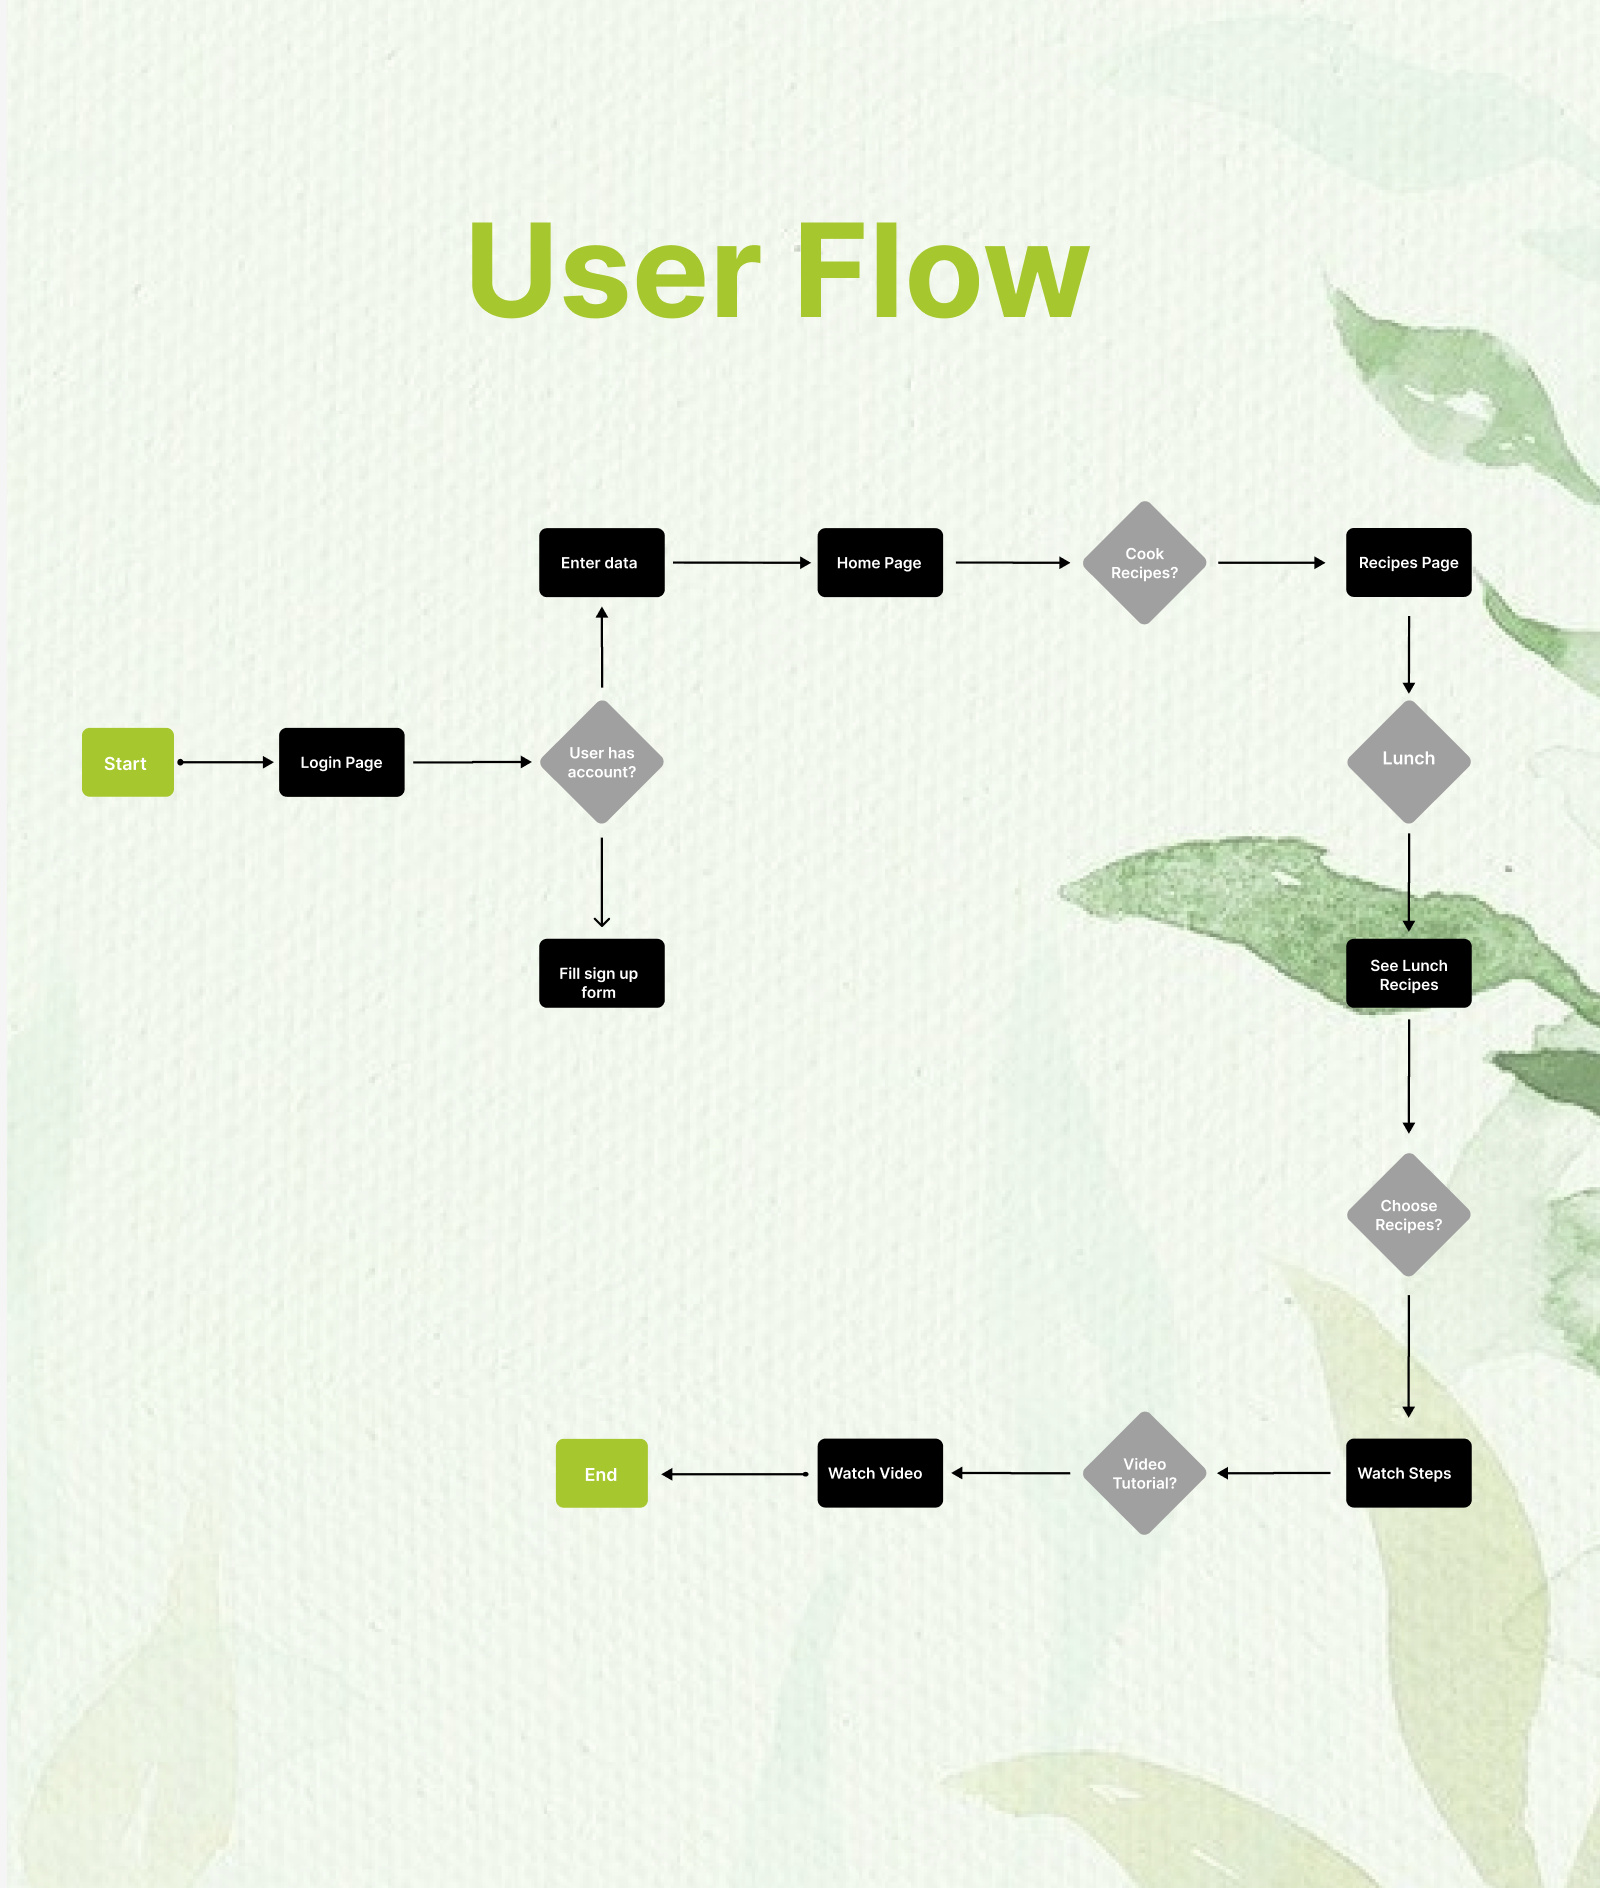 User Flow
Enter data
Home Page
Cook
Recipes?
Recipes Page
Start
Login Page
User has
account?
Lunch
Fill sign up
form
See Lunch
Recipes
Choose
Recipes?
End
Watch Video
Video
Tutorial?
Watch Steps